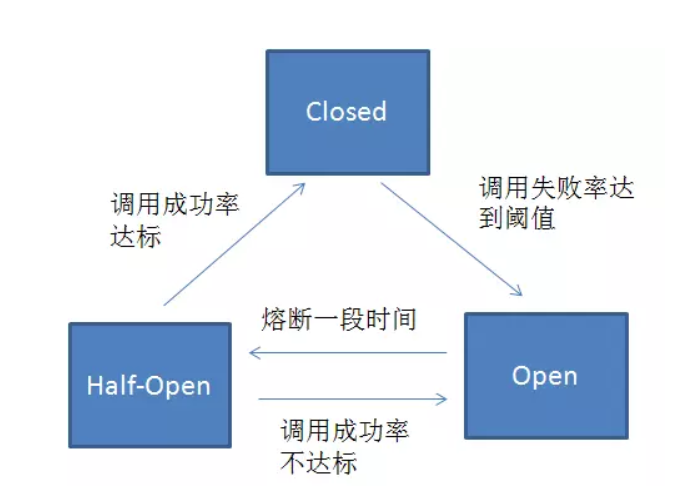 Closed
调用成功率
达标
调用失败率达
到阈值
熔断一段时间
Half-Open
Open
调用成功率
不达标